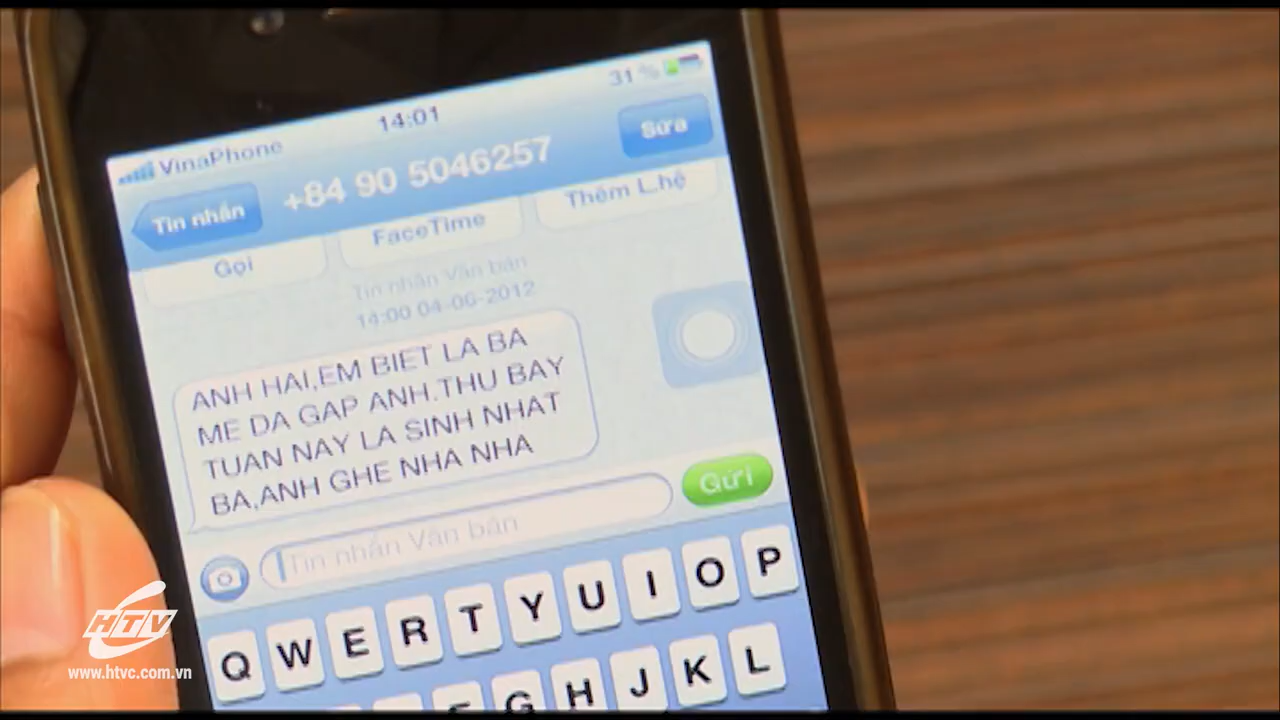 VinaPhone 14:01 31 %
Tin nhắn +84 90 5046257 Sửa
Gọi FaceTime Thêm L.hệ
Tin nhắn Văn bản
14:00 04-06-2012
ANH HAI,EM BIET LA BA
ME DA GAP ANH.THU BAY
TUAN NAY LA SINH NHAT
BA,ANH GHE NHA NHA
Tin nhắn Văn bản Gửi
Q W E R T Y U I O P
G H J K L
HTV
www.htvc.com.vn